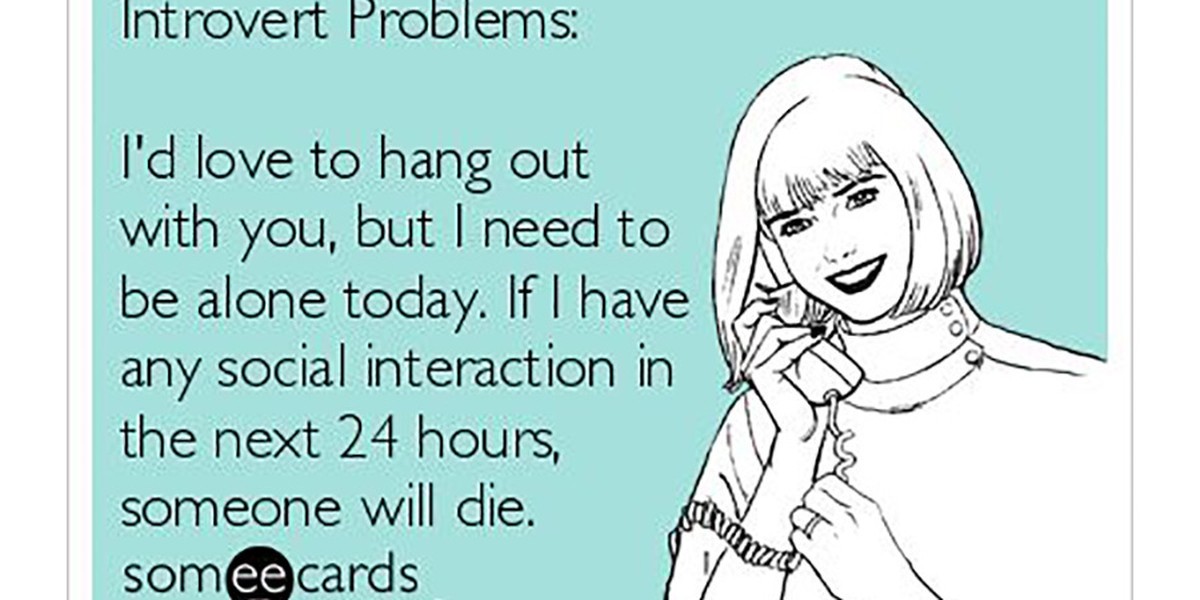 Introvert Problems:
I'd love to hang out
with you, but I need to
be alone today. If I have
any social interaction in
the next 24 hours,
someone will die.
someecards